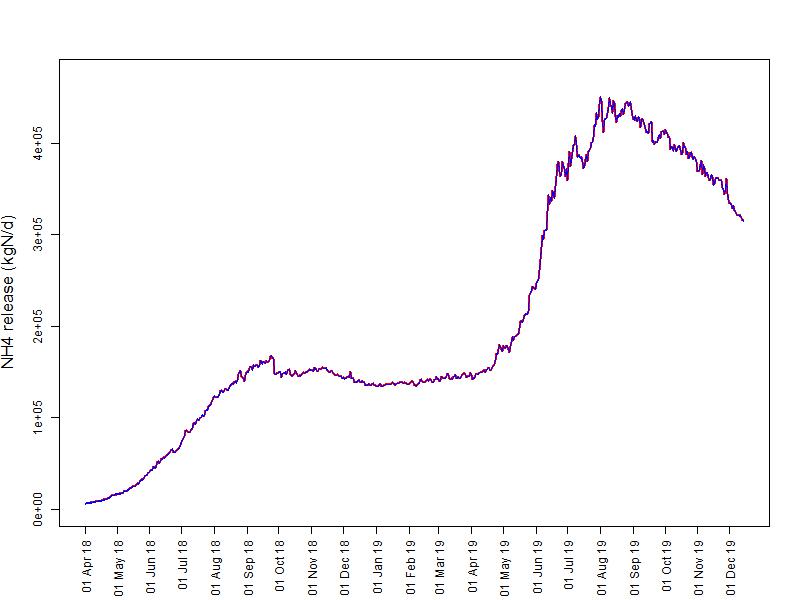 NH4 release (kgN/d)
4e+05
3e+05
2e+05
1e+05
0e+00
01 Apr 18
01 May 18
01 Jun 18
01 Jul 18
01 Aug 18
01 Sep 18
01 Oct 18
01 Nov 18
01 Dec 18
01 Jan 19
01 Feb 19
01 Mar 19
01 Apr 19
01 May 19
01 Jun 19
01 Jul 19
01 Aug 19
01 Sep 19
01 Oct 19
01 Nov 19
01 Dec 19